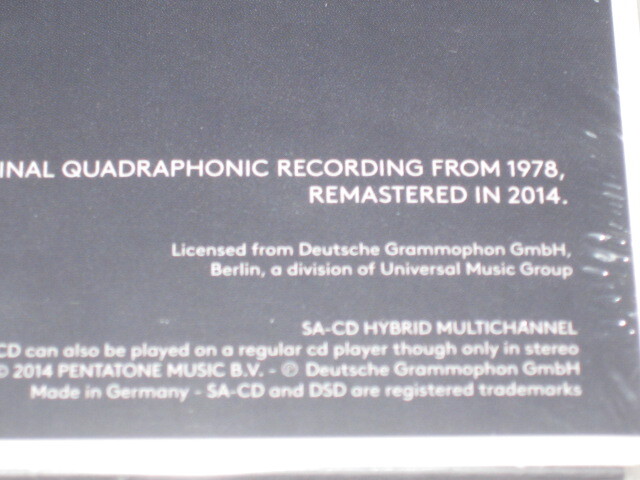 INAL QUADRAPHONIC RECORDING FROM 1978,
REMASTERED IN 2014.
Licensed from Deutsche Grammophon GmbH,
Berlin, a division of Universal Music Group
SA-CD HYBRID MULTICHANNEL
CD can also be played on a regular cd player though only in stereo
© 2014 PENTATONE MUSIC B.V. - ℗ Deutsche Grammophon GmbH
Made in Germany - SA-CD and DSD are registered trademarks